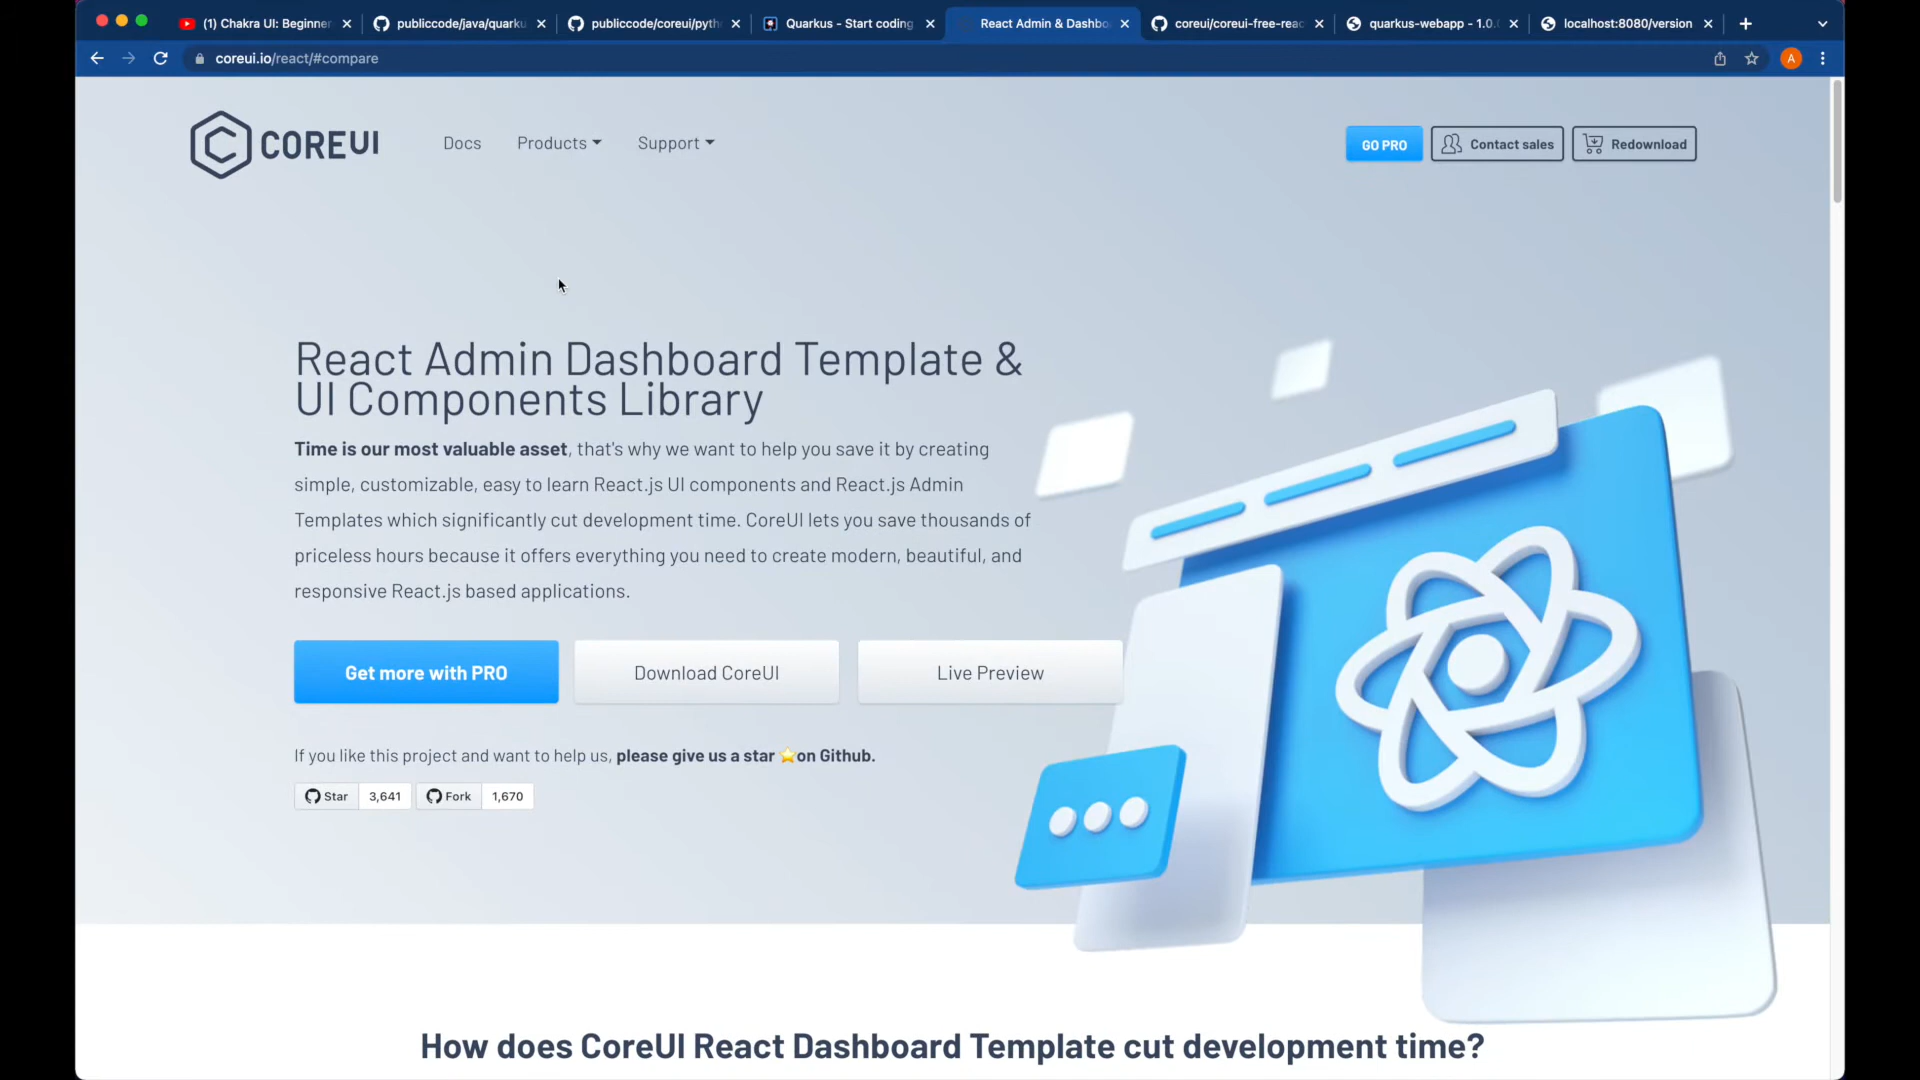 (1) Chakra UI: Beginner
publiccode/java/quarku
publiccode/coreui/pyth
Quarkus - Start coding
React Admin & Dashbo
coreui/coreui-free-reac
quarkus-webapp - 1.0.
localhost:8080/version
coreui.io/react/#compare
A
COREUI
Docs
Products
Support
GO PRO
Contact sales
Redownload
React Admin Dashboard Template &
UI Components Library
Time is our most valuable asset, that's why we want to help you save it by creating
simple, customizable, easy to learn React.js UI components and React.js Admin
Templates which significantly cut development time. CoreUI lets you save thousands of
priceless hours because it offers everything you need to create modern, beautiful, and
responsive React.js based applications.
Get more with PRO
Download CoreUI
Live Preview
If you like this project and want to help us, please give us a star ⭐on Github.
Star 3,641 Fork 1,670
How does CoreUI React Dashboard Template cut development time?